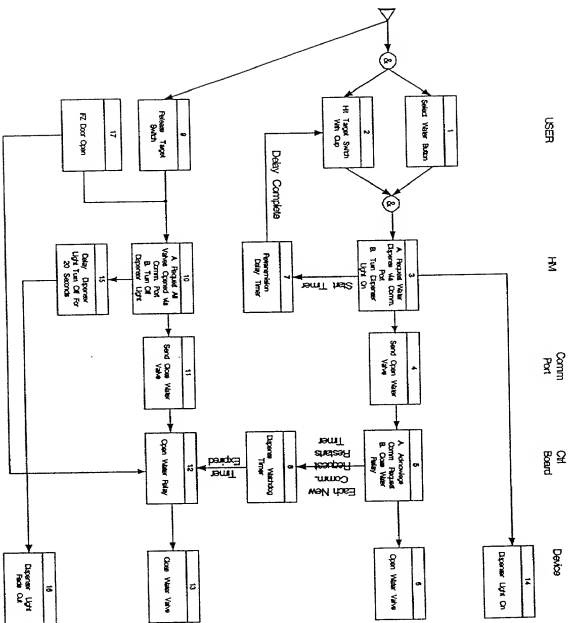 USER
HMI
Comm
Port
Ctrl
Board
Device
&
&
1
Select Water
Button
2
Hit Target Switch
With Cup
3
A. Request Water
Dispense Via Comm.
Port
B. Turn Dispenser
Light On
4
Send Open Water
Valve
5
A. Acknowledge
Comm Request
B. Close Water
Relay
6
Open Water Valve
14
Dispenser Light On
7
Retransmission
Delay Timer
Start Timer
Delay Complete
8
Dispense Watchdog
Timer
Each New
Comm.
Request
Restarts
Timer
Timer
Expired
9
Release Target
Switch
10
A. Request All
Valves Opened Via
Comm. Port
B. Turn Off
Dispenser Light
11
Send Close Water
Valve
12
Open Water Relay
13
Close Water Valve
17
FZ Door Open
15
Delay Dispenser
Light Turn Off For
20 Seconds
16
Dispenser Light
Fade Out